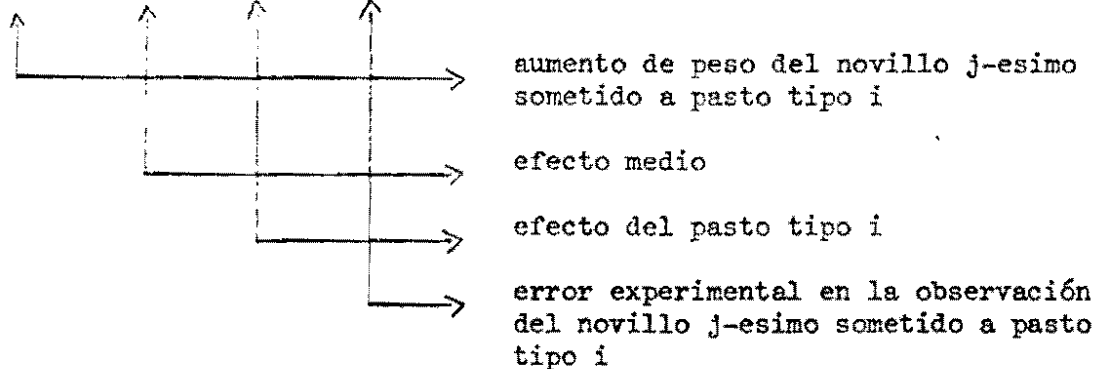 aumento de peso del novillo j-esimo
sometido a pasto tipo i
efecto medio
efecto del pasto tipo i
error experimental en la observación
del novillo j-esimo sometido a pasto
tipo i